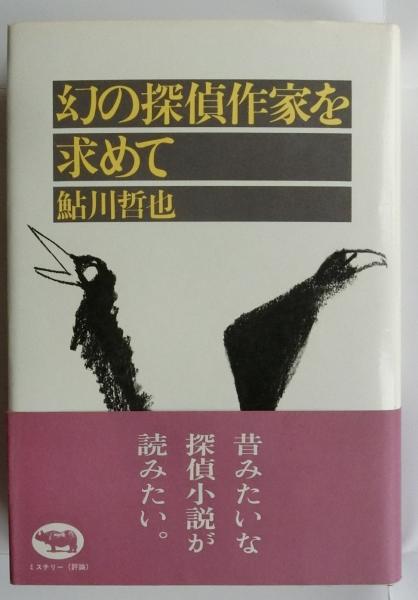 幻の探偵作家を
求めて
鮎川哲也
昔みたいな
探偵小説が
読みたい。
ミステリー（評論）